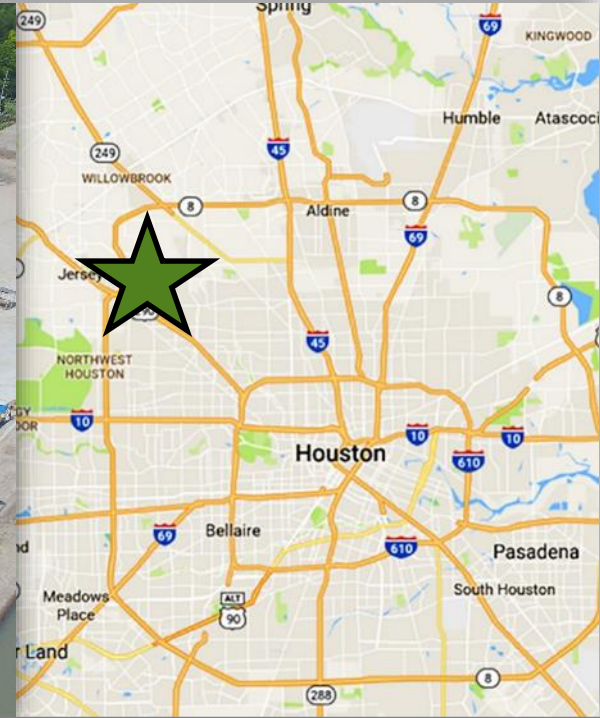 Spring
249
69
KINGWOOD
Humble
Atascoci
45
249
WILLOWBROOK
8
8
Aldine
69
Jersey
8
45
NORTHWEST
HOUSTON
10
10
10
Houston
610
69
Bellaire
610
Pasadena
South Houston
Meadows
Place
ALT
90
r Land
8
288